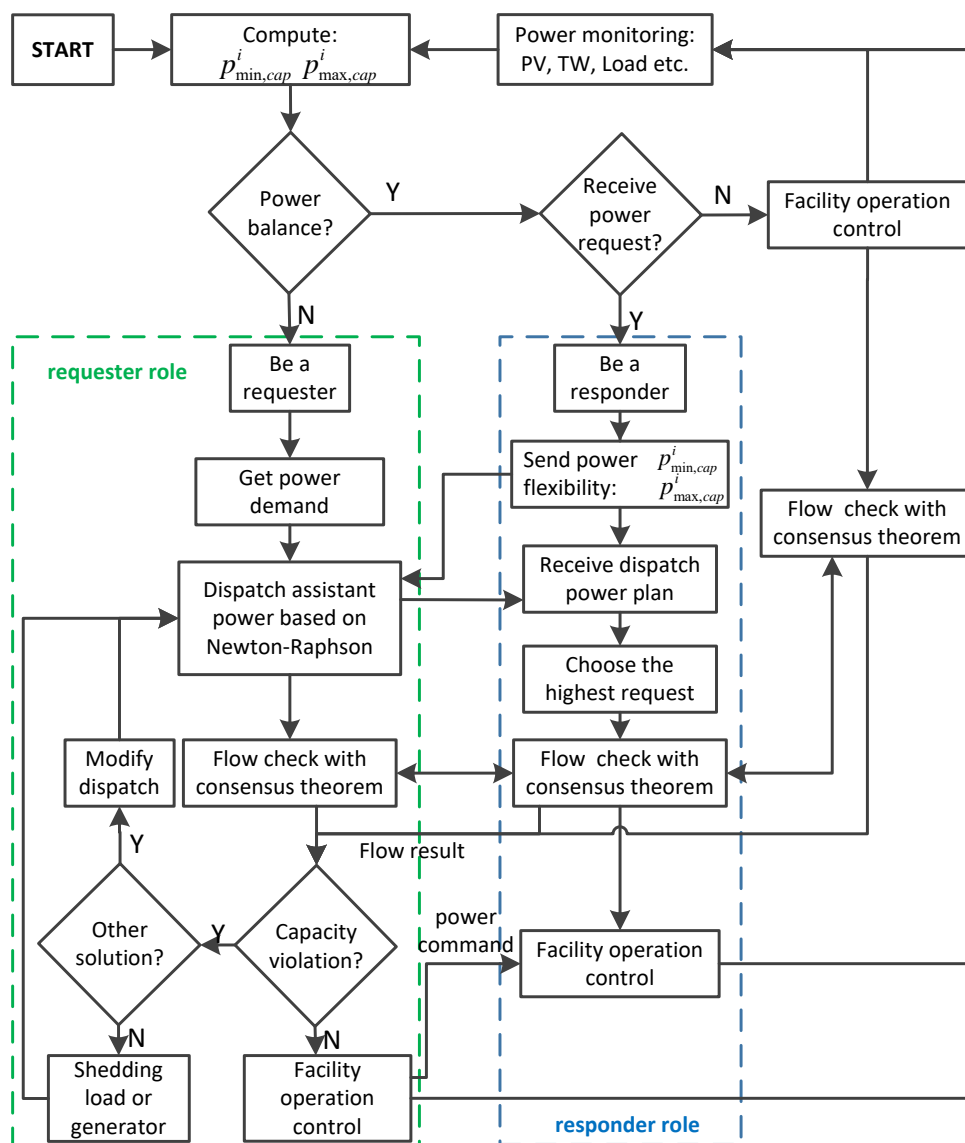 START
Compute:
p^i_min,cap p^i_max,cap
Power monitoring:
PV, TW, Load etc.
Power
balance?
Y
Receive
power
request?
N
Facility operation
control
N
Y
requester role
Be a
requester
Be a
responder
Get power
demand
Send power p^i_min,cap
flexibility: p^i_max,cap
Flow check with
consensus theorem
Dispatch assistant
power based on
Newton-Raphson
Receive dispatch
power plan
Choose the
highest request
Modify
dispatch
Flow check with
consensus theorem
Flow check with
consensus theorem
Y
Flow result
Other
solution?
Y
Capacity
violation?
power
command
Facility operation
control
N
N
Shedding
load or
generator
Facility
operation
control
responder role